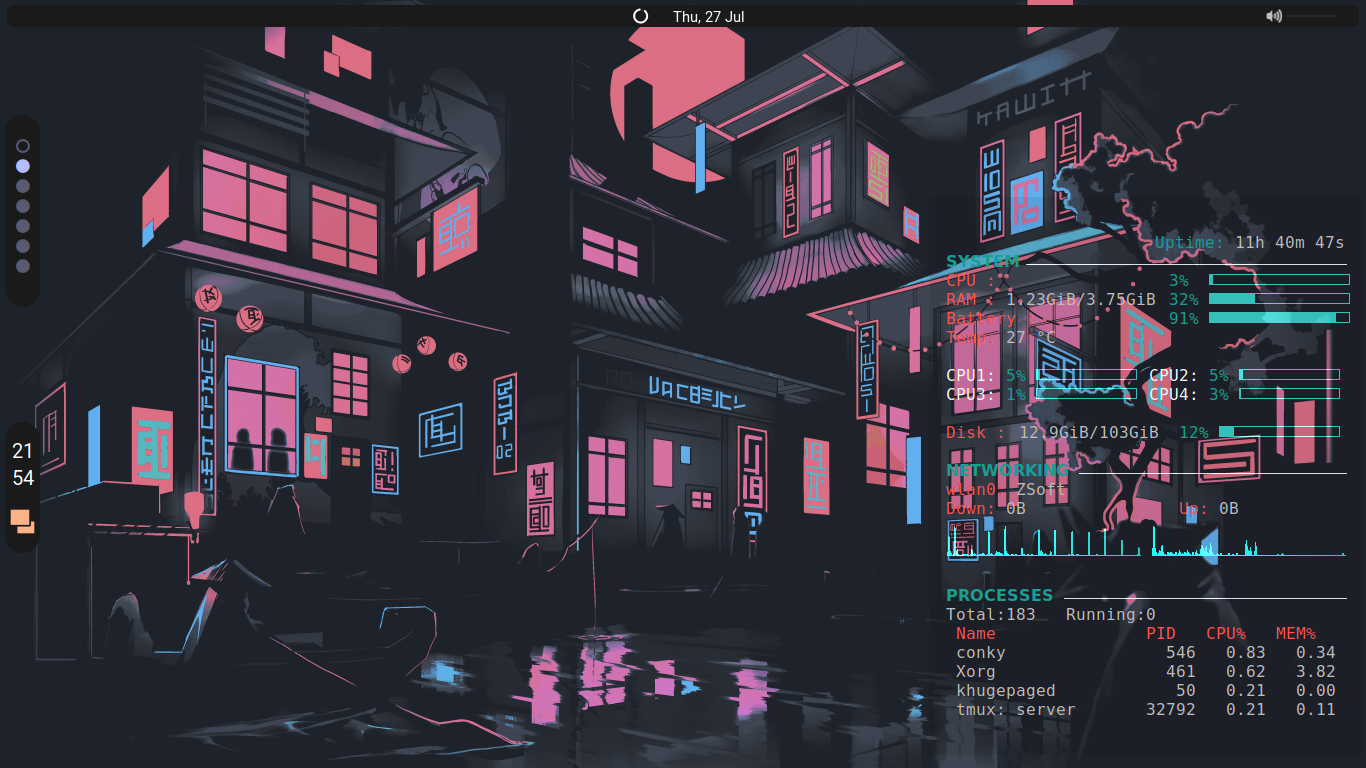 Thu, 27 Jul
KAWITT
21
54
Uptime: 11h 40m 47s
SYSTEM
CPU : 3%
RAM : 1.23GiB/3.75GiB 32%
Battery 91%
Temp: 27 °C
CPU1: 5% CPU2: 5%
CPU3: 1% CPU4: 3%
Disk : 12.9GiB/103GiB 12%
NETWORKING
wlan0: ZSoft
Down: 0B Up: 0B
PROCESSES
Total:183 Running:0
Name PID CPU% MEM%
conky 546 0.83 0.34
Xorg 461 0.62 3.82
khugepaged 50 0.21 0.00
tmux: server 32792 0.21 0.11